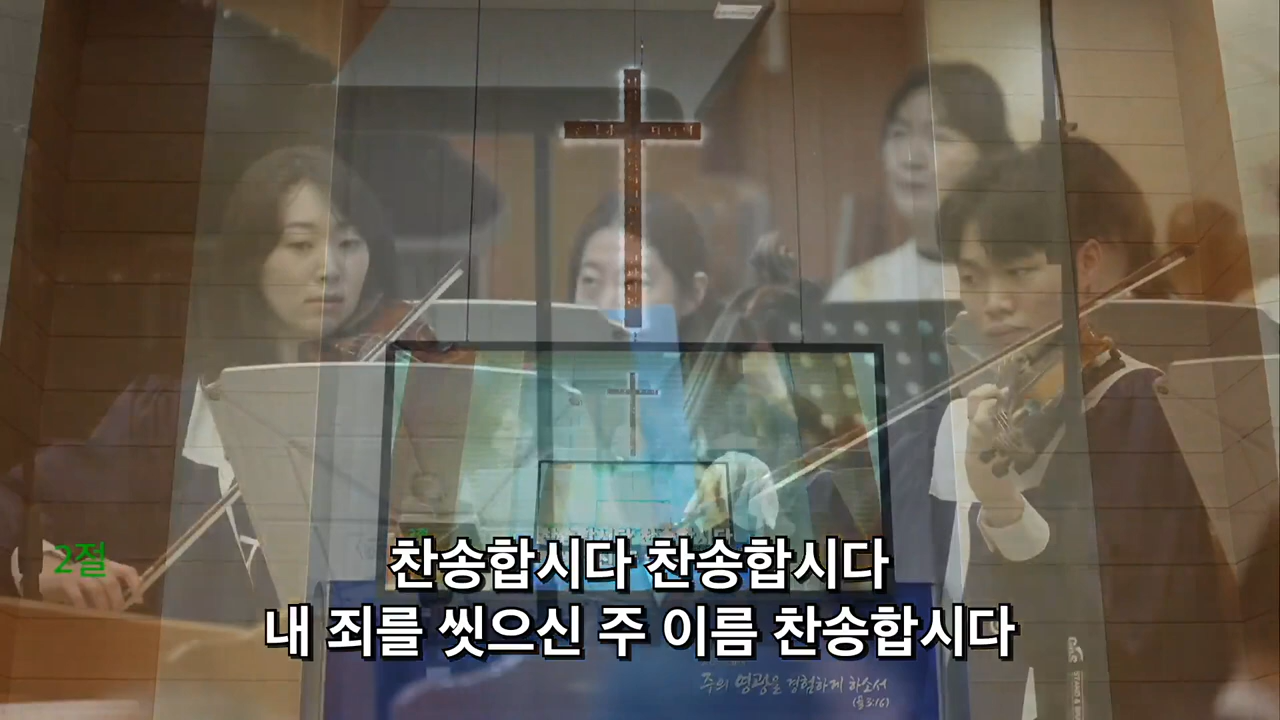 2절
찬송합시다 찬송합시다
내 죄를 씻으신 주 이름 찬송합시다
주의 영광을 경험하게 하소서